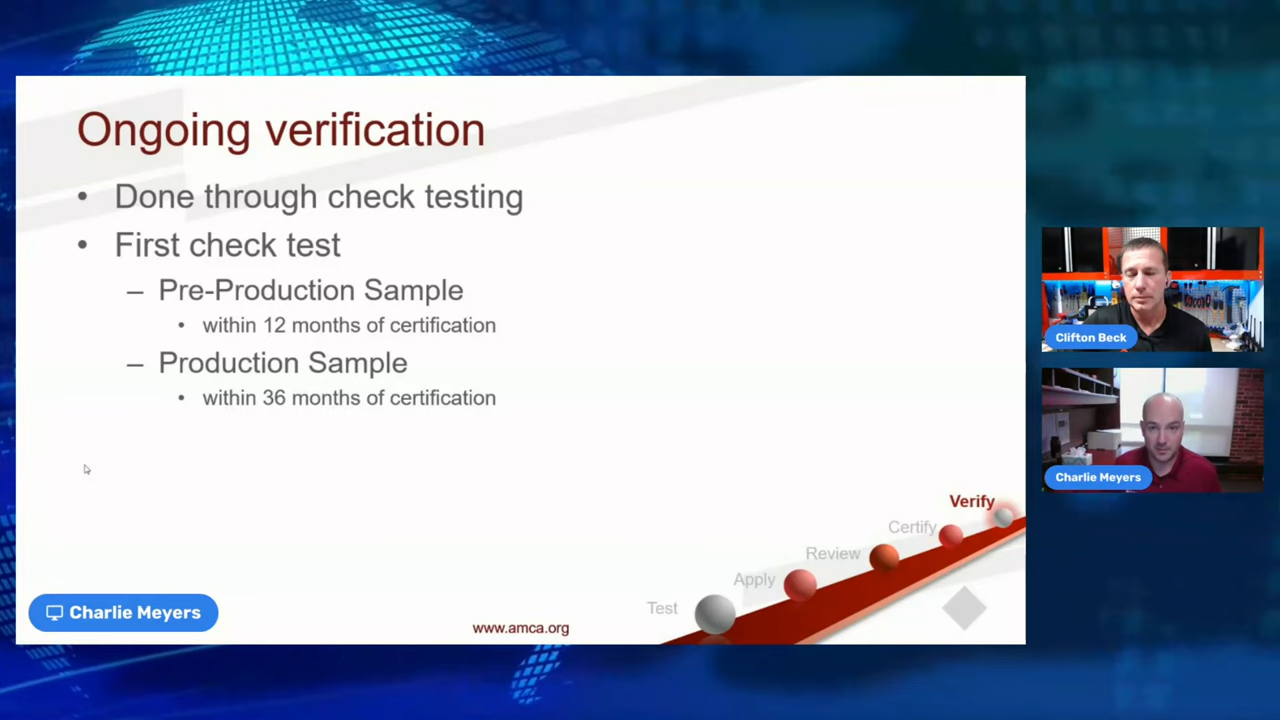 Ongoing verification
• Done through check testing
• First check test
– Pre-Production Sample
• within 12 months of certification
– Production Sample
• within 36 months of certification
Verify
Certify
Review
Apply
Test
www.amca.org
Charlie Meyers
Clifton Beck
Charlie Meyers